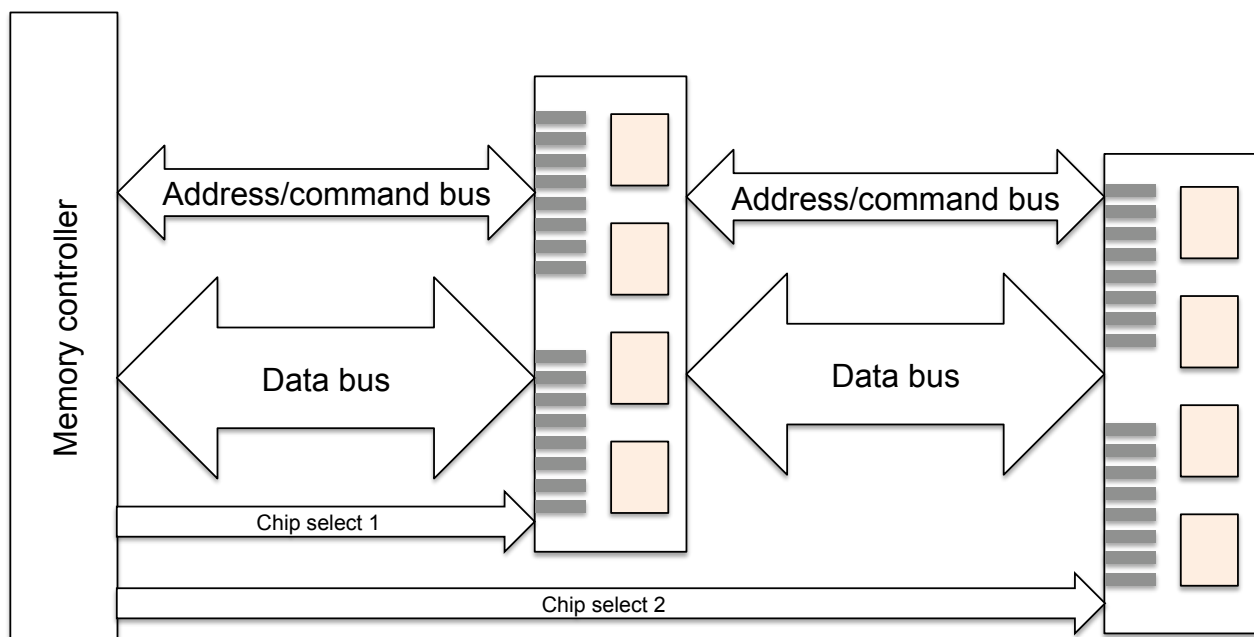 Memory controller
Address/command bus
Address/command bus
Data bus
Data bus
Chip select 1
Chip select 2